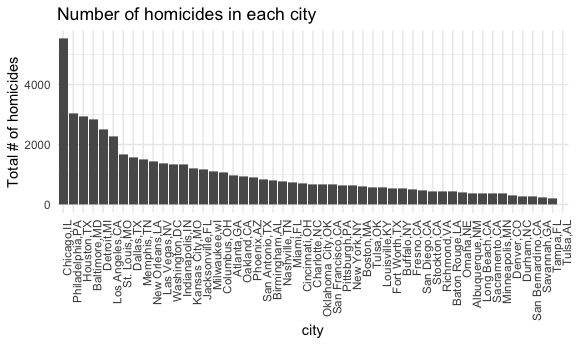 Number of homicides in each city
Total # of homicides
4000
2000
0
Chicago,IL
Philadelphia,PA
Houston,TX
Baltimore,MD
Detroit,MI
Los Angeles,CA
St. Louis,MO
Dallas,TX
Memphis,TN
New Orleans,LA
Las Vegas,NV
Washington,DC
Indianapolis,IN
Kansas City,MO
Jacksonville,FL
Milwaukee,wI
Columbus,OH
Atlanta,GA
Oakland,CA
Phoenix,AZ
San Antonio,TX
Birmingham,AL
Nashville,TN
Miami,FL
Cincinnati,OH
Charlotte,NC
Oklahoma City,OK
San Francisco,CA
Pittsburgh,PA
New York,NY
Boston,MA
Tulsa,OK
Louisville,KY
Fort Worth,TX
Buffalo,NY
Fresno,CA
San Diego,CA
Stockton,CA
Richmond,VA
Baton Rouge,LA
Omaha,NE
Albuquerque,NM
Long Beach,CA
Sacramento,CA
Minneapolis,MN
Denver,CO
Durham,NC
San Bernardino,CA
Savannah,GA
Tampa,FL
Tulsa,AL
city